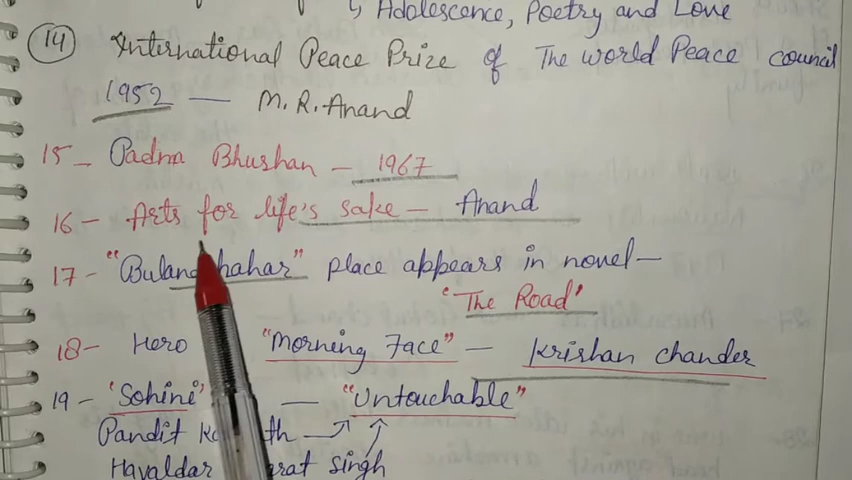 ↳ Adolescence, Poetry and Love
(14) International Peace Prize of The world Peace council
1952 — M.R. Anand
15 - Padma Bhushan - 1967
16 - Arts for life's sake - Anand
17 - "Bulandshahar" place appears in novel -
'The Road'
18 - Hero "Morning Face" - Krishan chander
19 - 'Sohini' — "Untouchable"
Pandit
Havaldar Singh